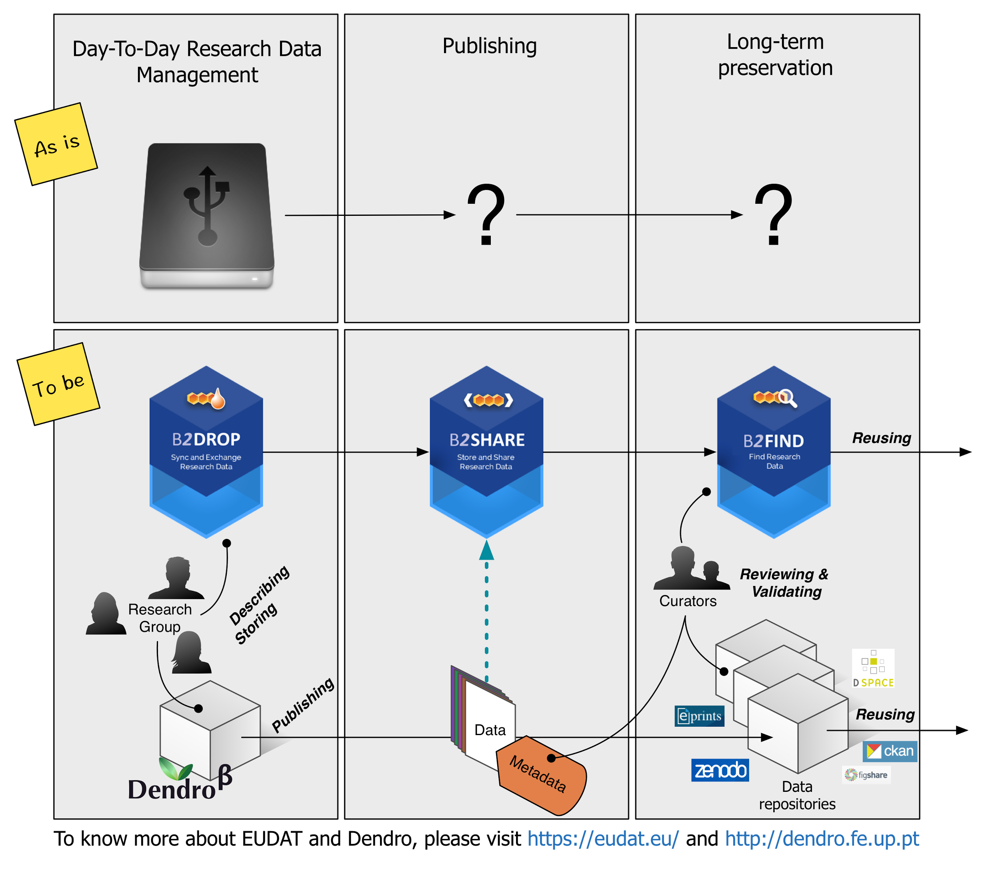 Day-To-Day Research Data
Management
Publishing
Long-term
preservation
As is
?
?
To be
B2DROP
Sync and Exchange
Research Data
B2SHARE
Store and Share
Research Data
B2FIND
Find Research
Data
Reusing
Research
Group
Describing
Storing
Curators
Reviewing &
Validating
Publishing
Dendro β
Data
Metadata
D SPACE
eprints
Reusing
ckan
zenodo
figshare
Data
repositories
To know more about EUDAT and Dendro, please visit https://eudat.eu/ and http://dendro.fe.up.pt